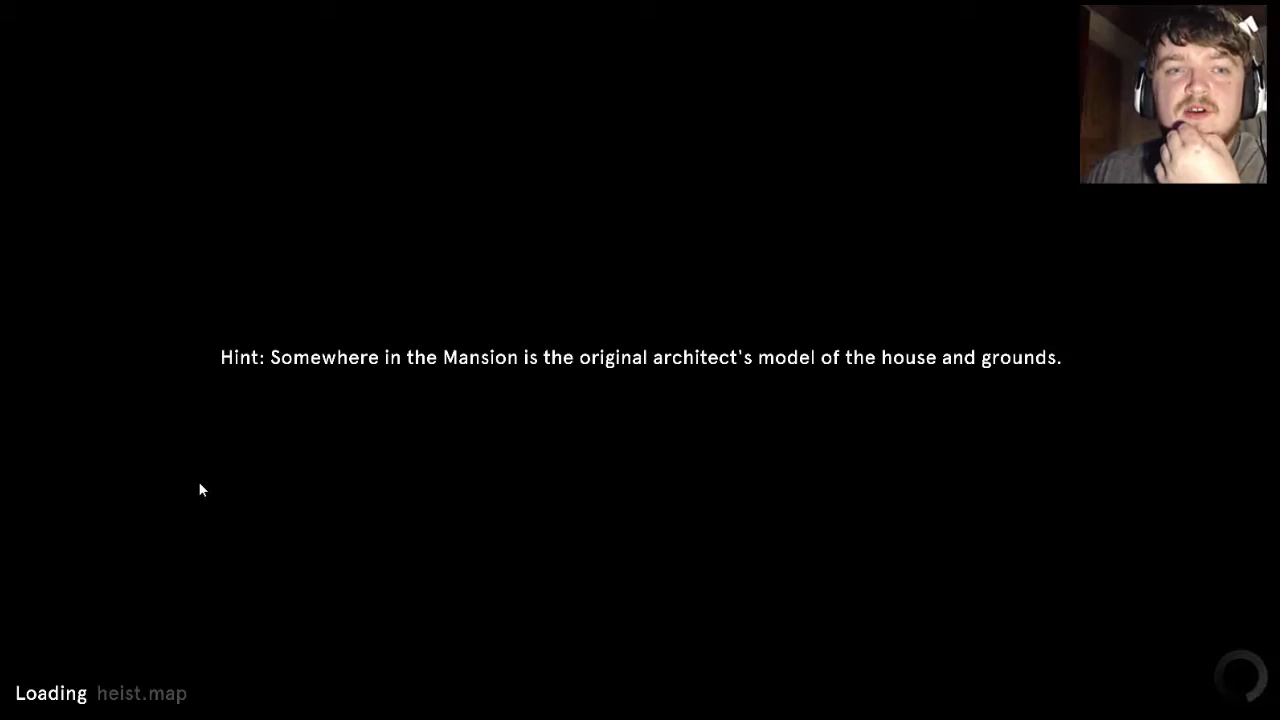 Hint: Somewhere in the Mansion is the original architect's model of the house and grounds.
Loading heist.map